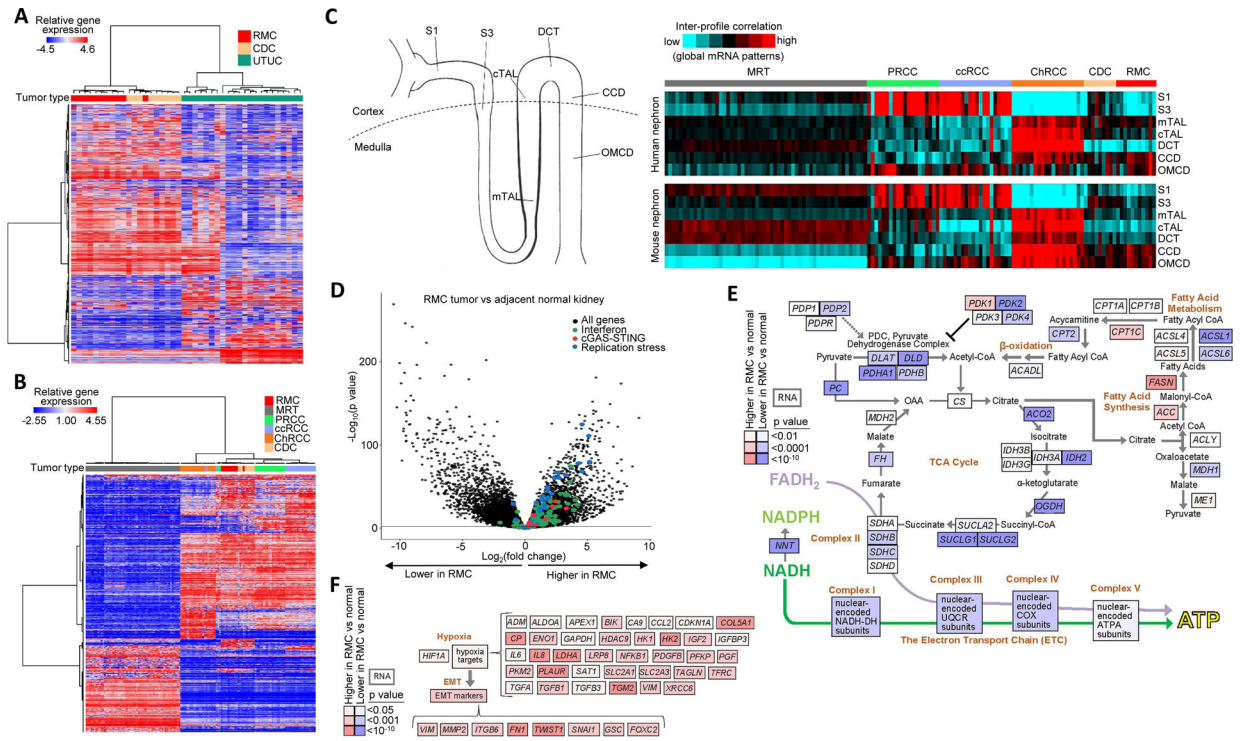 A
Relative gene
expression
-4.5 4.6
RMC
CDC
UTUC
Tumor type
B
Relative gene
expression
-2.55 1.00 4.55
RMC
MRT
PRCC
ccRCC
ChRCC
CDC
Tumor type
C
S1
S3
DCT
cTAL
CCD
Cortex
Medulla
OMCD
mTAL
Inter-profile correlation
low high
(global mRNA patterns)
MRT PRCC ccRCC ChRCC CDC RMC
Human nephron
S1
S3
mTAL
cTAL
DCT
CCD
OMCD
Mouse nephron
S1
S3
mTAL
cTAL
DCT
CCD
OMCD
D
RMC tumor vs adjacent normal kidney
All genes
Interferon
cGAS-STING
Replication stress
-Log10(p value)
200
150
100
50
0
-10 -5 0 5 10
Log2(fold change)
Lower in RMC Higher in RMC
E
Higher in RMC vs normal
Lower in RMC vs normal
RNA
p value
<0.01
<0.0001
<10-10
PDP1 PDP2
PDPR
PDK1 PDK2
PDK3 PDK4
PDC, Pyruvate
Dehydrogenase Complex
Pyruvate
DLAT DLD
PDHA1 PDHB
Acetyl-CoA
β-oxidation
ACADL
Fatty Acyl CoA
CPT2
Acycarnitine
CPT1C
CPT1A CPT1B
Fatty Acid
Metabolism
Fatty Acyl CoA
ACSL4
ACSL5
ACSL1
ACSL6
Fatty Acids
FASN
Malonyl-CoA
Fatty Acid
Synthesis
ACC
Acetyl CoA
Citrate
ACLY
Oxaloacetate
MDH1
Malate
ME1
Pyruvate
PC
OAA
CS
Citrate
ACO2
Isocitrate
IDH3B
IDH3G
IDH3A
IDH2
α-ketoglutarate
OGDH
Succinyl-CoA
SUCLA2
SUCLG1 SUCLG2
Succinate
TCA Cycle
MDH2
Malate
FH
Fumarate
SDHA
SDHB
SDHC
SDHD
Complex II
FADH2
NADPH
NNT
NADH
Complex I
nuclear-
encoded
NADH-DH
subunits
Complex III
nuclear-
encoded
UQCR
subunits
Complex IV
nuclear-
encoded
COX
subunits
Complex V
nuclear-
encoded
ATPA
subunits
ATP
The Electron Transport Chain (ETC)
F
Higher in RMC vs normal
Lower in RMC vs normal
RNA
p value
<0.05
<0.001
<10-10
Hypoxia
HIF1A
hypoxia
targets
EMT
EMT markers
ADM ALDOA APEX1 BIK CA9 CCL2 CDKN1A COL5A1
CP ENO1 GAPDH HDAC9 HK1 HK2 IGF2 IGFBP3
IL6 IL8 LDHA LRP8 NFKB1 PDGFB PFKP PGF
PKM2 PLAUR SAT1 SLC2A1 SLC2A3 TAGLN TFRC
TGFA TGFB1 TGFB3 TGM2 VIM XRCC6
VIM MMP2 ITGB6 FN1 TWIST1 SNAI1 GSC FOXC2